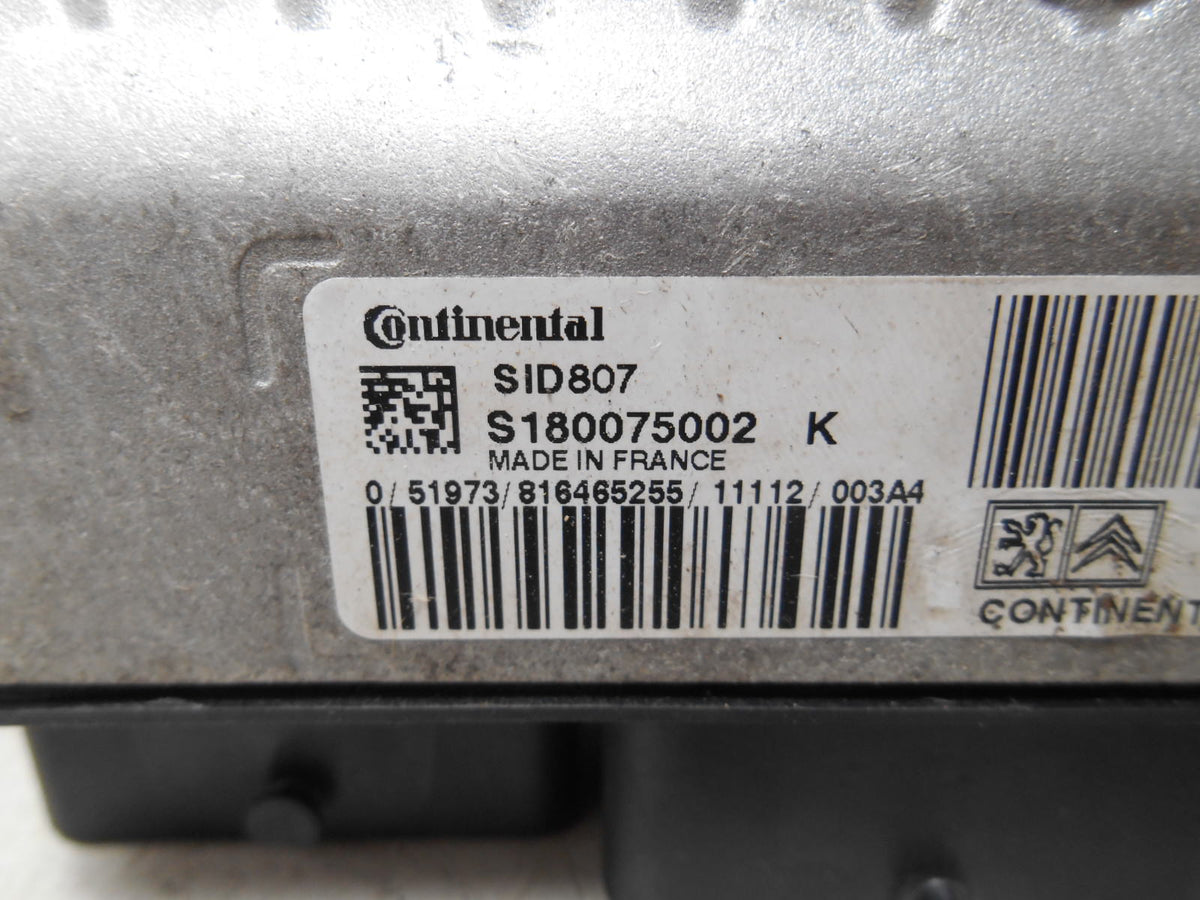 Continental
SID807
S180075002 K
MADE IN FRANCE
0/51973/816465255/11112/003A4
CONTINENT